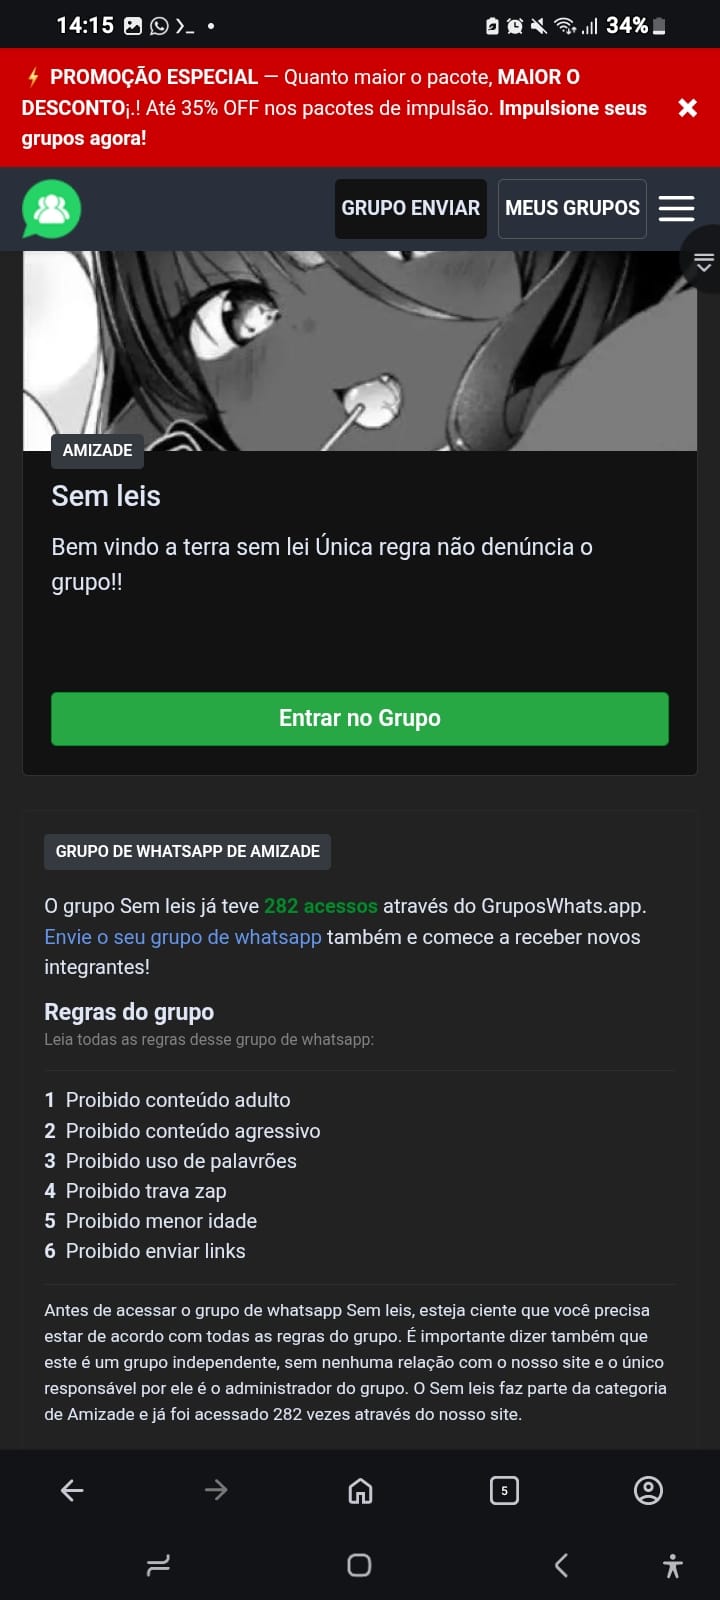 14:15
34%
⚡ PROMOÇÃO ESPECIAL — Quanto maior o pacote, MAIOR O
DESCONTO¡.! Até 35% OFF nos pacotes de impulsão. Impulsione seus
grupos agora!
GRUPO ENVIAR
MEUS GRUPOS
AMIZADE
Sem leis
Bem vindo a terra sem lei Única regra não denúncia o
grupo!!
Entrar no Grupo
GRUPO DE WHATSAPP DE AMIZADE
O grupo Sem leis já teve 282 acessos através do GruposWhats.app.
Envie o seu grupo de whatsapp também e comece a receber novos
integrantes!
Regras do grupo
Leia todas as regras desse grupo de whatsapp:
1 Proibido conteúdo adulto
2 Proibido conteúdo agressivo
3 Proibido uso de palavrões
4 Proibido trava zap
5 Proibido menor idade
6 Proibido enviar links
Antes de acessar o grupo de whatsapp Sem leis, esteja ciente que você precisa
estar de acordo com todas as regras do grupo. É importante dizer também que
este é um grupo independente, sem nenhuma relação com o nosso site e o único
responsável por ele é o administrador do grupo. O Sem leis faz parte da categoria
de Amizade e já foi acessado 282 vezes através do nosso site.
5